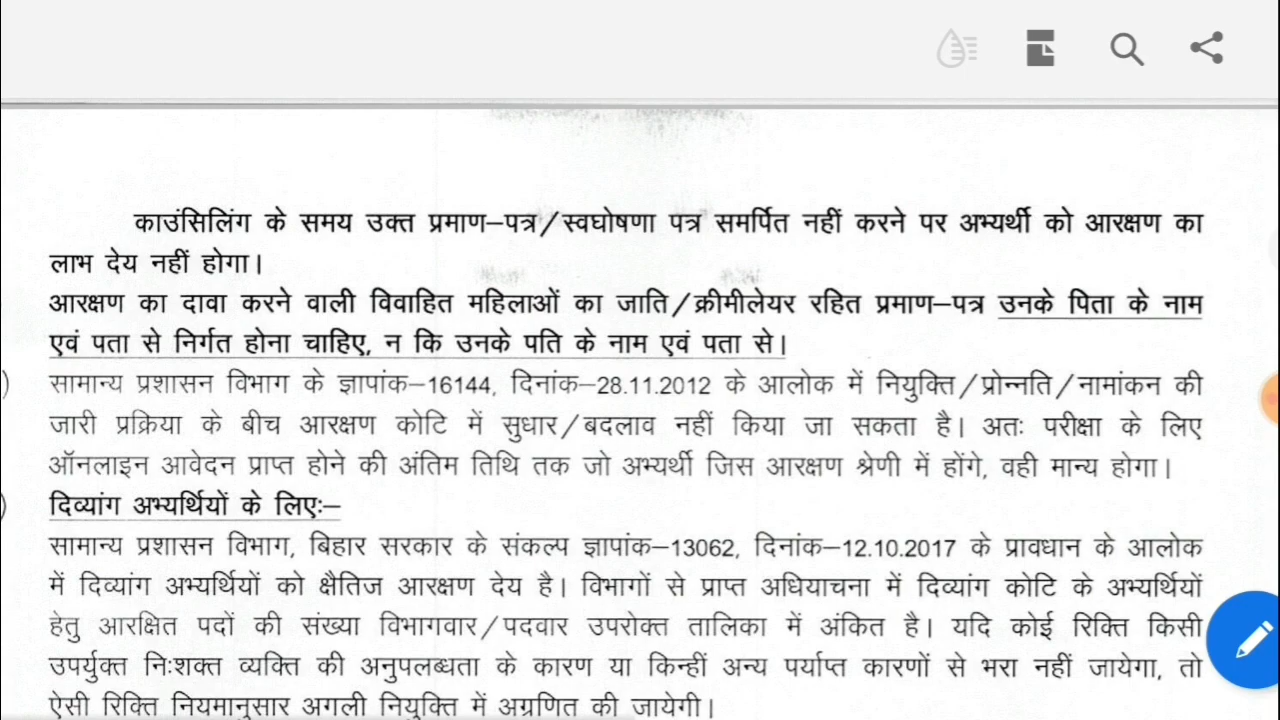 काउंसिलिंग के समय उक्त प्रमाण–पत्र/स्वघोषणा पत्र समर्पित नहीं करने पर अभ्यर्थी को आरक्षण का
लाभ देय नहीं होगा।
आरक्षण का दावा करने वाली विवाहित महिलाओं का जाति/क्रीमीलेयर रहित प्रमाण–पत्र उनके पिता के नाम
एवं पता से निर्गत होना चाहिए, न कि उनके पति के नाम एवं पता से।
) सामान्य प्रशासन विभाग के ज्ञापांक–16144, दिनांक–28.11.2012 के आलोक में नियुक्ति/प्रोन्नति/नामांकन की
जारी प्रक्रिया के बीच आरक्षण कोटि में सुधार/बदलाव नहीं किया जा सकता है। अतः परीक्षा के लिए
ऑनलाइन आवेदन प्राप्त होने की अंतिम तिथि तक जो अभ्यर्थी जिस आरक्षण श्रेणी में होंगे, वही मान्य होगा।
) दिव्यांग अभ्यर्थियों के लिएः–
सामान्य प्रशासन विभाग, बिहार सरकार के संकल्प ज्ञापांक–13062, दिनांक–12.10.2017 के प्रावधान के आलोक
में दिव्यांग अभ्यर्थियों को क्षैतिज आरक्षण देय है। विभागों से प्राप्त अधियाचना में दिव्यांग कोटि के अभ्यर्थियों
हेतु आरक्षित पदों की संख्या विभागवार/पदवार उपरोक्त तालिका में अंकित है। यदि कोई रिक्ति किसी
उपर्युक्त निःशक्त व्यक्ति की अनुपलब्धता के कारण या किन्हीं अन्य पर्याप्त कारणों से भरा नहीं जायेगा, तो
ऐसी रिक्ति नियमानुसार अगली नियुक्ति में अग्रणित की जायेगी।